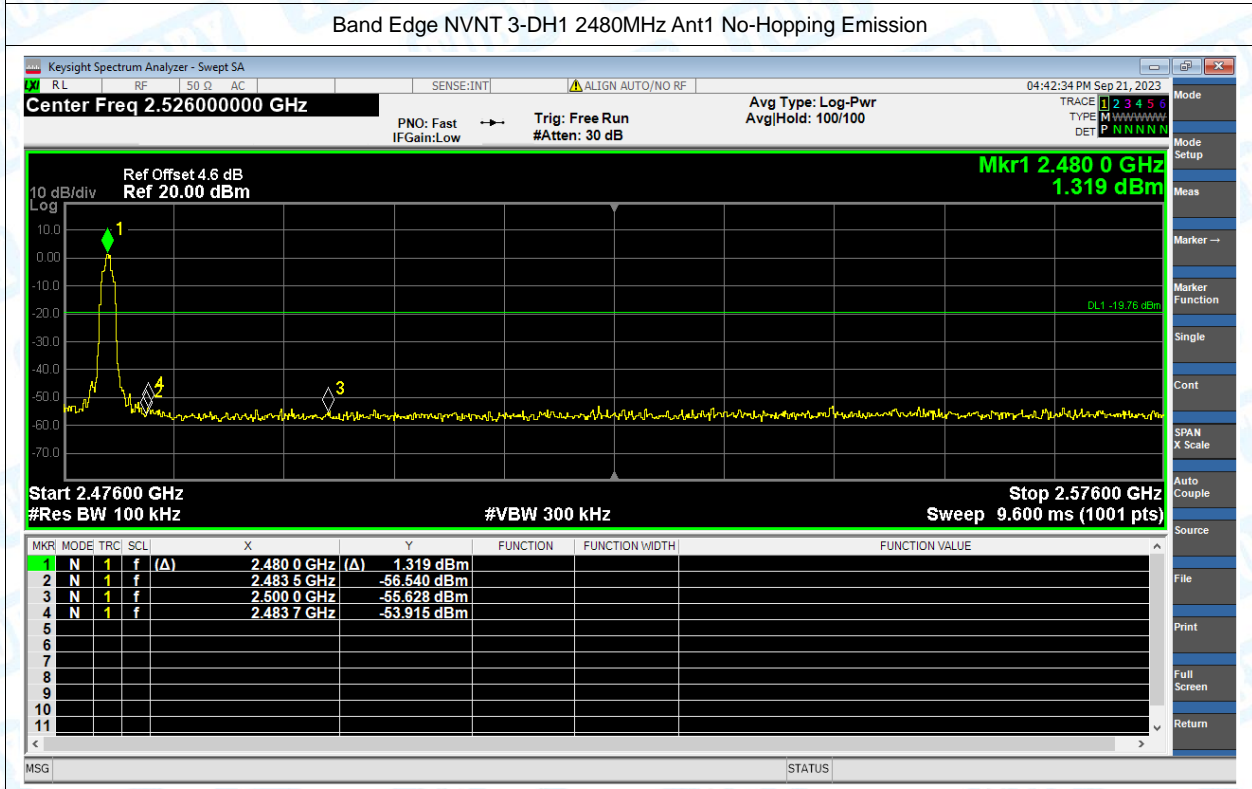 Band Edge NVNT 3-DH1 2480MHz Ant1 No-Hopping Emission
Keysight Spectrum Analyzer - Swept SA
LXI RL RF 50 Ω AC SENSE:INT ALIGN AUTO/NO RF 04:42:34 PM Sep 21, 2023
Center Freq 2.526000000 GHz
PNO: Fast
IFGain:Low
Trig: Free Run
#Atten: 30 dB
Avg Type: Log-Pwr
Avg|Hold: 100/100
TRACE 1 2 3 4 5 6
TYPE M WWWWW
DET P N N N N N
Mkr1 2.480 0 GHz
1.319 dBm
Ref Offset 4.6 dB
10 dB/div Ref 20.00 dBm
Log
10.0
0.00
-10.0
-20.0
-30.0
-40.0
-50.0
-60.0
-70.0
1
4
2
3
DL1 -19.76 dBm
Start 2.47600 GHz Stop 2.57600 GHz
#Res BW 100 kHz #VBW 300 kHz Sweep 9.600 ms (1001 pts)
MKR MODE TRC SCL X Y FUNCTION FUNCTION WIDTH FUNCTION VALUE
1 N 1 f (Δ) 2.480 0 GHz (Δ) 1.319 dBm
2 N 1 f 2.483 5 GHz -56.540 dBm
3 N 1 f 2.500 0 GHz -55.628 dBm
4 N 1 f 2.483 7 GHz -53.915 dBm
5
6
7
8
9
10
11
MSG STATUS
Mode
Mode
Setup
Meas
Marker →
Marker
Function
Single
Cont
SPAN
X Scale
Auto
Couple
Source
File
Print
Full
Screen
Return